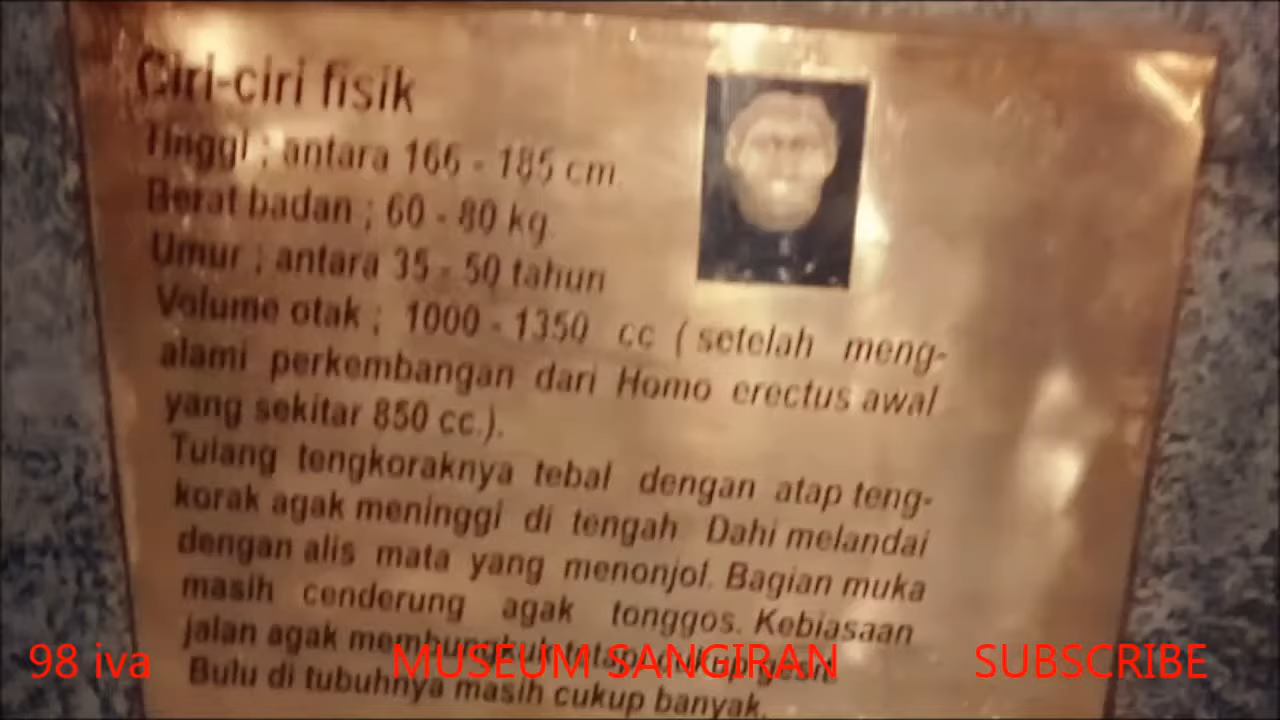 Ciri-ciri fisik
Tinggi ; antara 166 - 185 cm.
Berat badan ; 60 - 80 kg.
Umur ; antara 35 - 50 tahun
Volume otak ; 1000 - 1350 cc ( setelah meng-
alami perkembangan dari Homo erectus awal
yang sekitar 850 cc.).
Tulang tengkoraknya tebal dengan atap teng-
korak agak meninggi di tengah. Dahi melandai
dengan alis mata yang menonjol. Bagian muka
masih cenderung agak tonggos. Kebiasaan
jalan agak membungkuk tetapi cukup
Bulu di tubuhnya masih cukup banyak.
98 iva MUSEUM SANGIRAN SUBSCRIBE